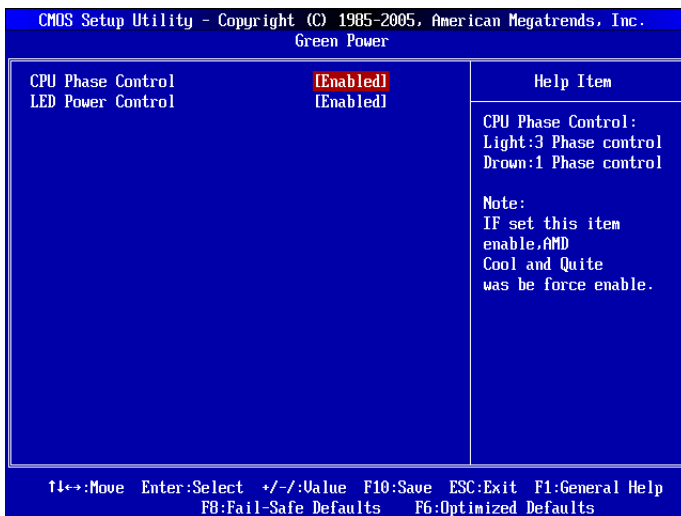 CMOS Setup Utility - Copyright (C) 1985-2005, American Megatrends, Inc.
Green Power
CPU Phase Control [Enabled]
LED Power Control [Enabled]
Help Item
CPU Phase Control:
Light:3 Phase control
Drown:1 Phase control
Note:
IF set this item
enable,AMD
Cool and Quite
was be force enable.
↑↓←→:Move Enter:Select +/-/:Value F10:Save ESC:Exit F1:General Help
F8:Fail-Safe Defaults F6:Optimized Defaults